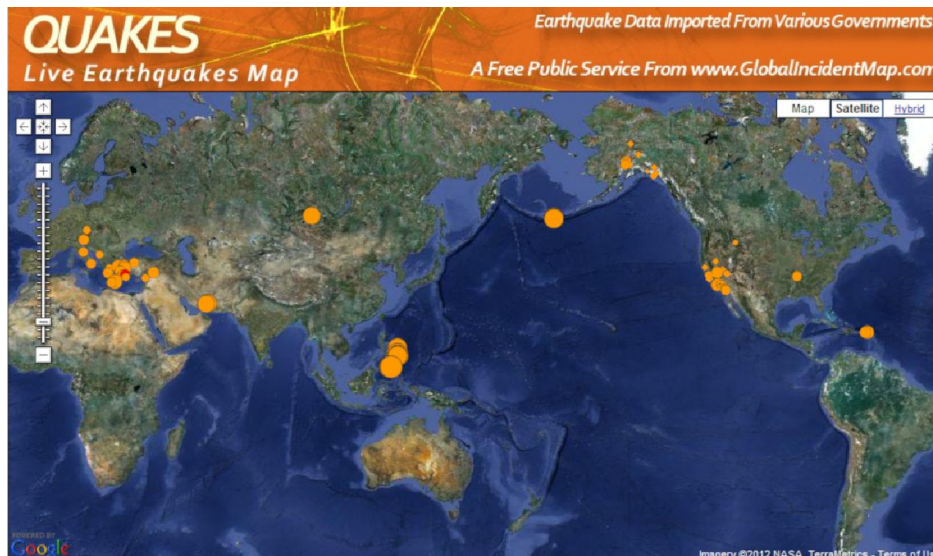 QUAKES
Live Earthquakes Map
Earthquake Data Imported From Various Governments
A Free Public Service From www.GlobalIncidentMap.com
Map Satellite Hybrid
POWERED BY
Google
Imagery ©2012 NASA, TerraMetrics - Terms of Us